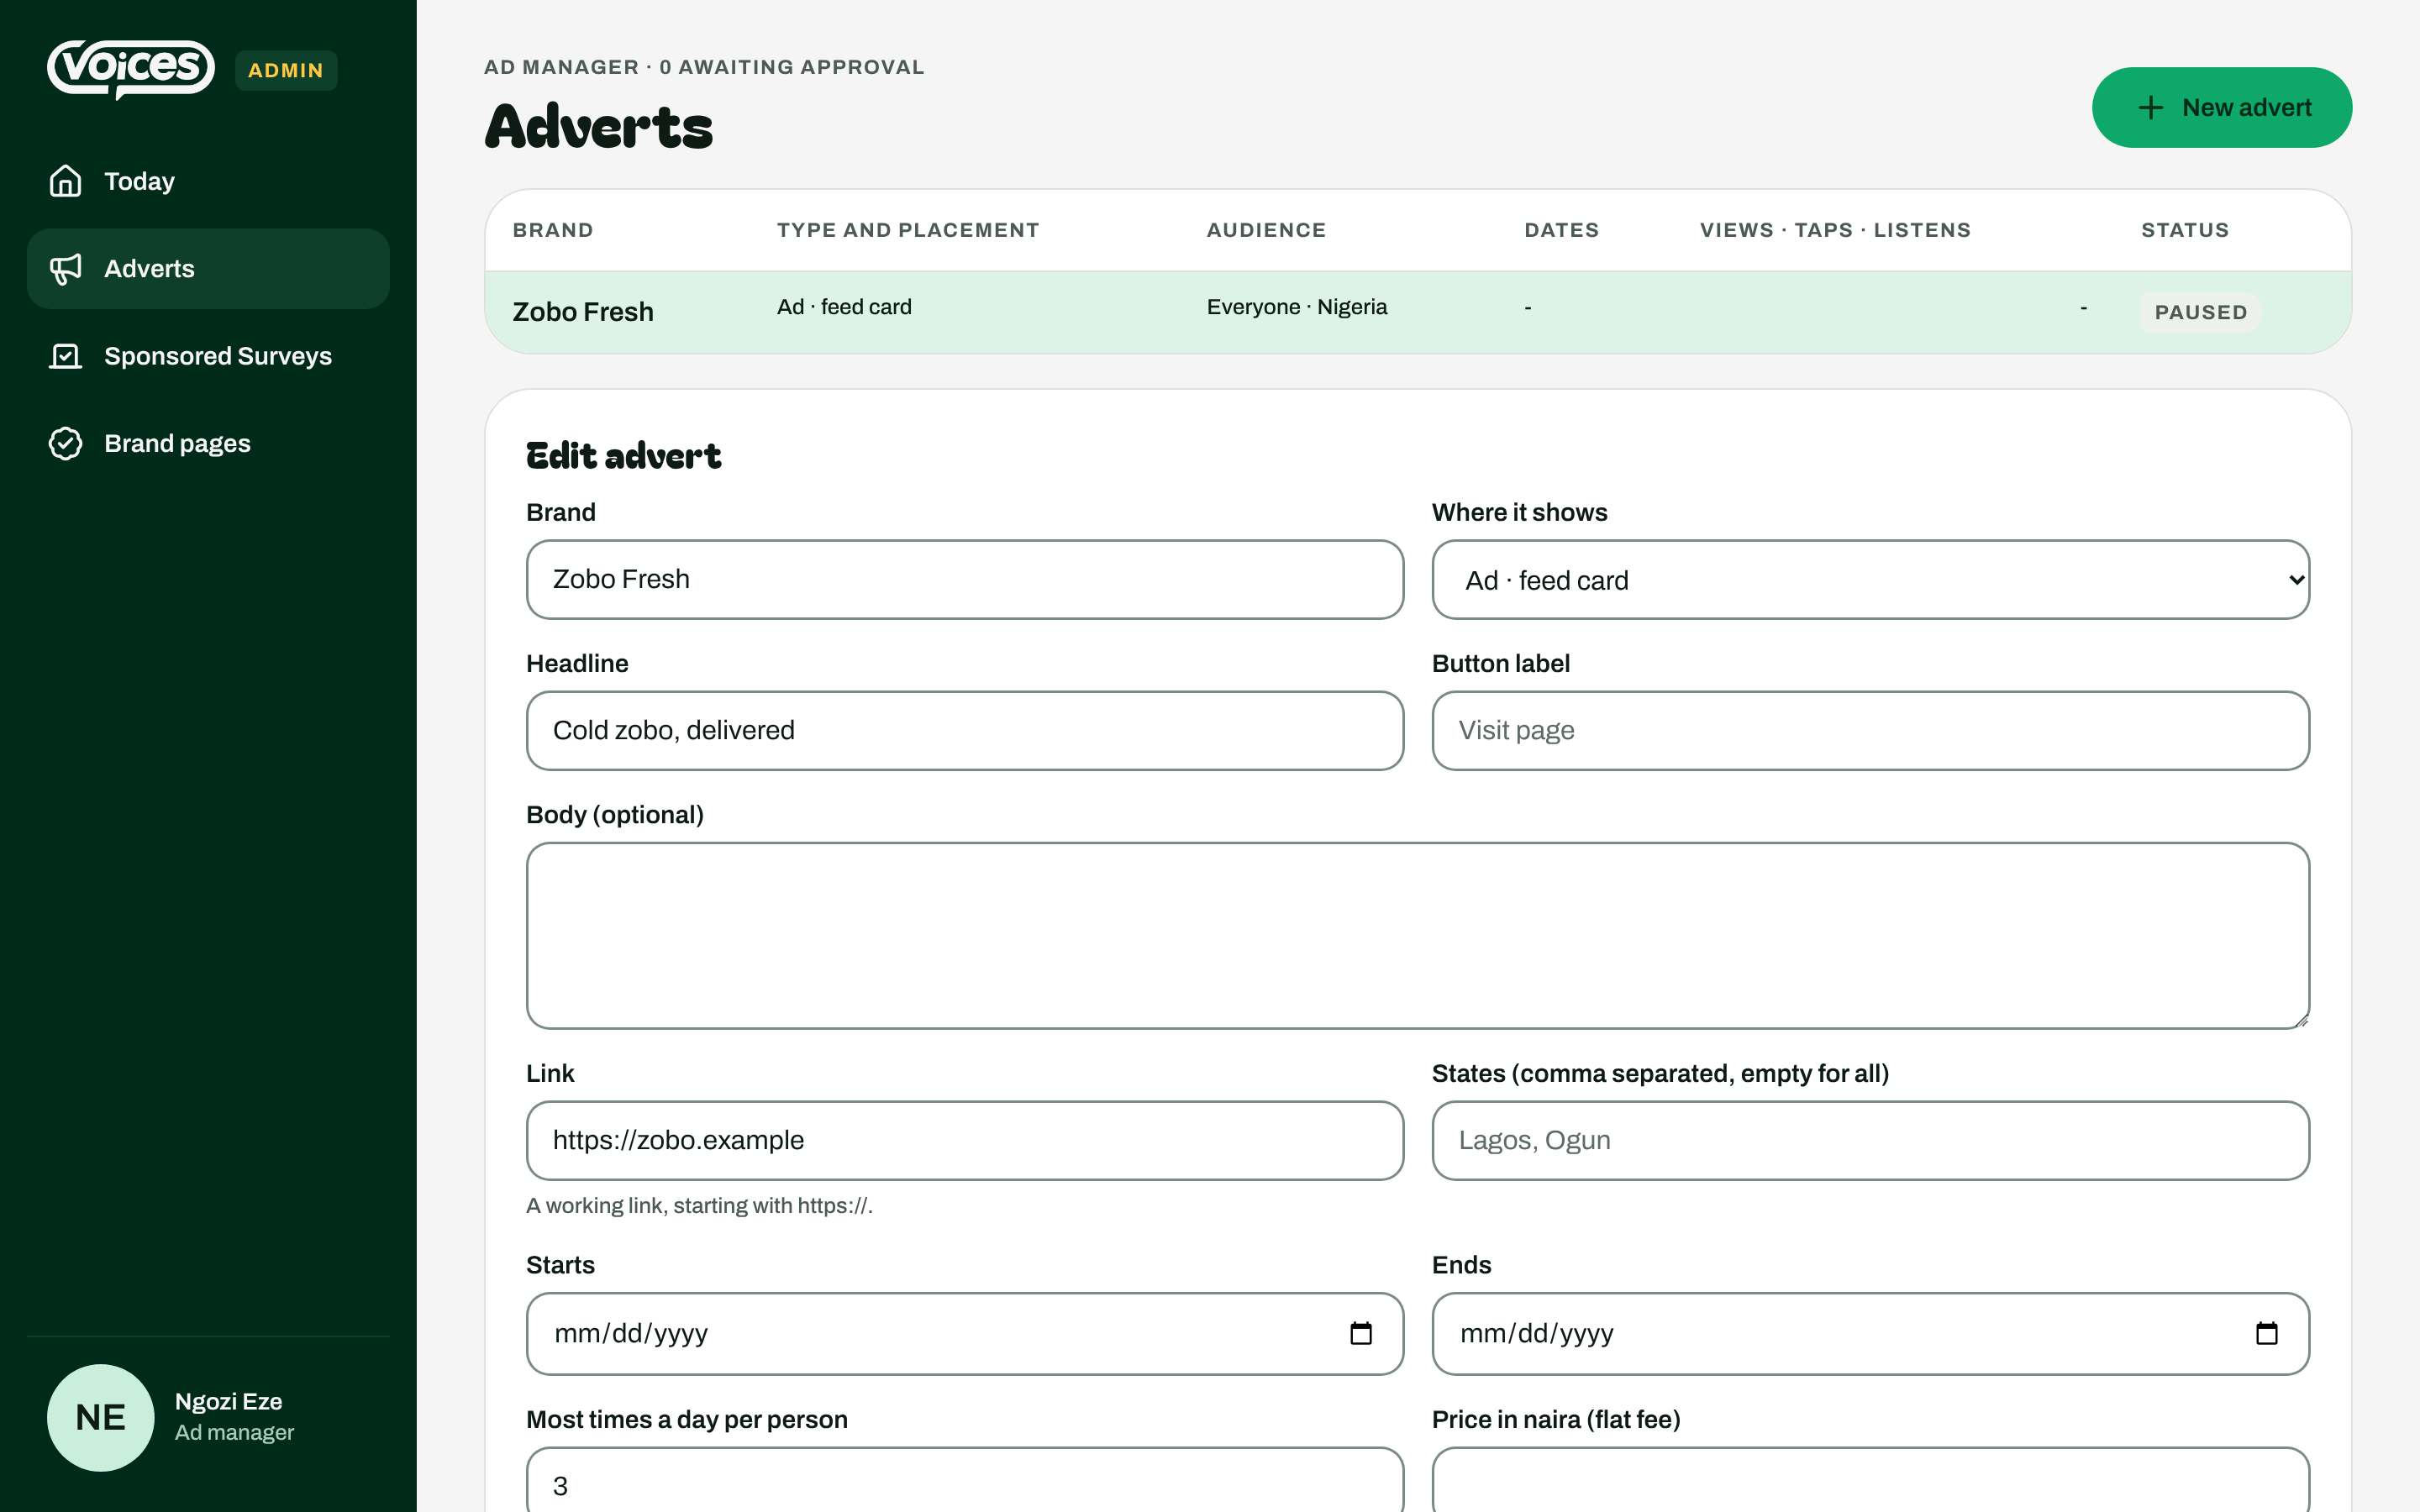 Voices ADMIN
Today
Adverts
Sponsored Surveys
Brand pages
NE
Ngozi Eze
Ad manager
AD MANAGER · 0 AWAITING APPROVAL
Adverts
+ New advert
BRAND TYPE AND PLACEMENT AUDIENCE DATES VIEWS · TAPS · LISTENS STATUS
Zobo Fresh Ad · feed card Everyone · Nigeria - - PAUSED
Edit advert
Brand Where it shows
Zobo Fresh Ad · feed card
Headline Button label
Cold zobo, delivered Visit page
Body (optional)
Link States (comma separated, empty for all)
https://zobo.example Lagos, Ogun
A working link, starting with https://.
Starts Ends
mm/dd/yyyy mm/dd/yyyy
Most times a day per person Price in naira (flat fee)
3